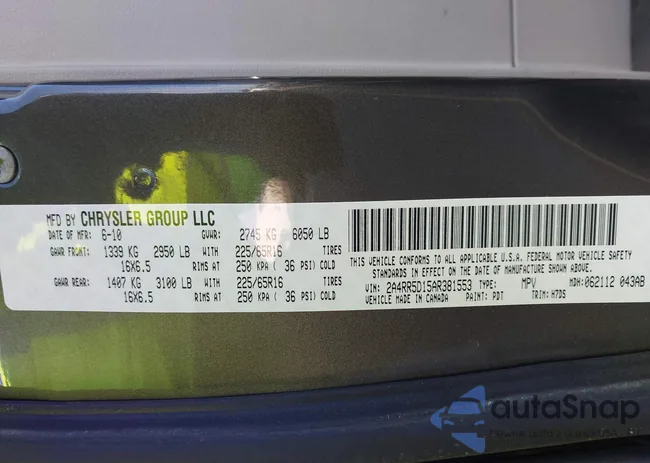 MFD BY CHRYSLER GROUP LLC
DATE OF MFR: 6-10 GVWR: 2745 KG 6050 LB
GAWR FRONT: 1339 KG 2950 LB WITH 225/65R16 TIRES
16X6.5 RIMS AT 250 KPA ( 36 PSI) COLD
GAWR REAR: 1407 KG 3100 LB WITH 225/65R16 TIRES
16X6.5 RIMS AT 250 KPA ( 36 PSI) COLD
THIS VEHICLE CONFORMS TO ALL APPLICABLE U.S.A. FEDERAL MOTOR VEHICLE SAFETY
STANDARDS IN EFFECT ON THE DATE OF MANUFACTURE SHOWN ABOVE.
VIN: 2A4RR5D15AR381553 TYPE: MPV MDH: 062112 043AB
MADE IN CANADA PAINT: PDT TRIM: H7DS
autaSnap